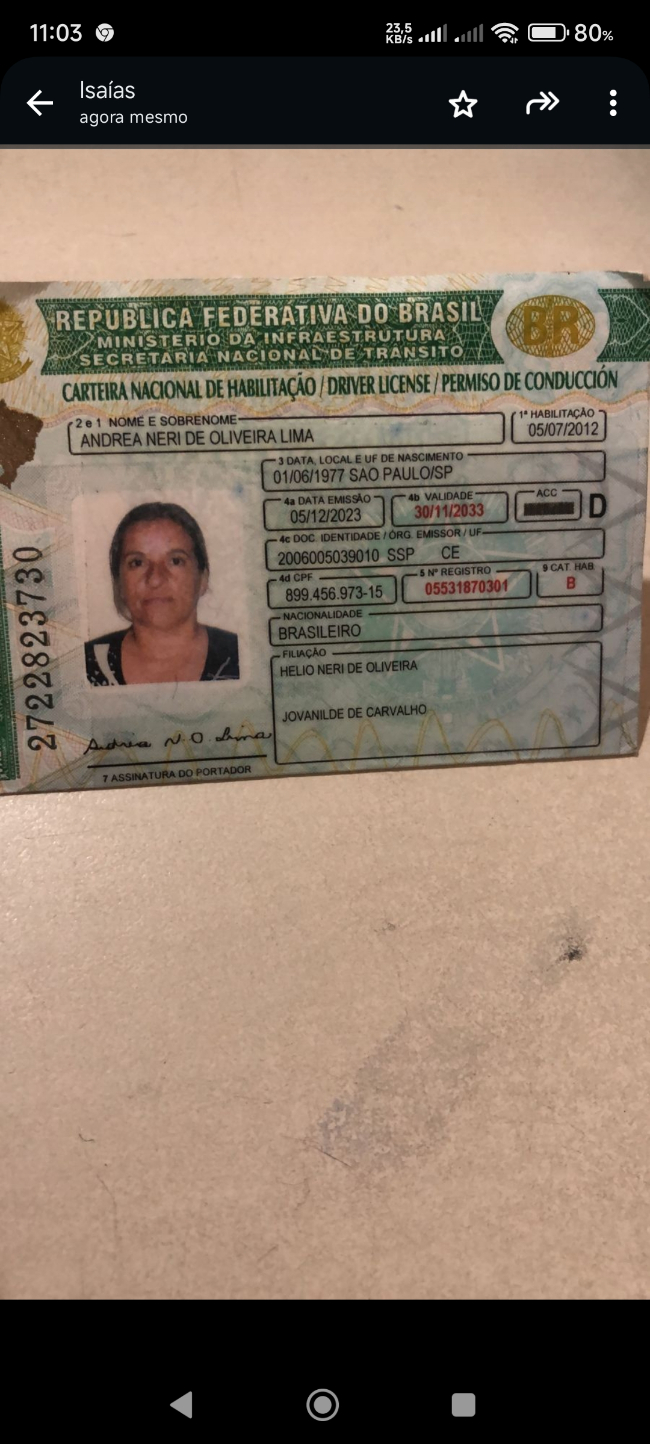 11:03
23,5 KB/s
80%
Isaías
agora mesmo
REPÚBLICA FEDERATIVA DO BRASIL
MINISTÉRIO DA INFRAESTRUTURA
SECRETARIA NACIONAL DE TRÂNSITO
BR
CARTEIRA NACIONAL DE HABILITAÇÃO / DRIVER LICENSE / PERMISO DE CONDUCCIÓN
2 e 1 NOME E SOBRENOME
ANDREA NERI DE OLIVEIRA LIMA
1ª HABILITAÇÃO
05/07/2012
3 DATA, LOCAL E UF DE NASCIMENTO
01/06/1977 SAO PAULO/SP
4a DATA EMISSÃO
05/12/2023
4b VALIDADE
30/11/2033
ACC
D
4c DOC. IDENTIDADE / ÓRG. EMISSOR / UF
2006005039010 SSP CE
4d CPF
899.456.973-15
5 Nº REGISTRO
05531870301
9 CAT. HAB
B
NACIONALIDADE
BRASILEIRO
FILIAÇÃO
HELIO NERI DE OLIVEIRA
JOVANILDE DE CARVALHO
2722823730
Andrea N. O. Lima
7 ASSINATURA DO PORTADOR